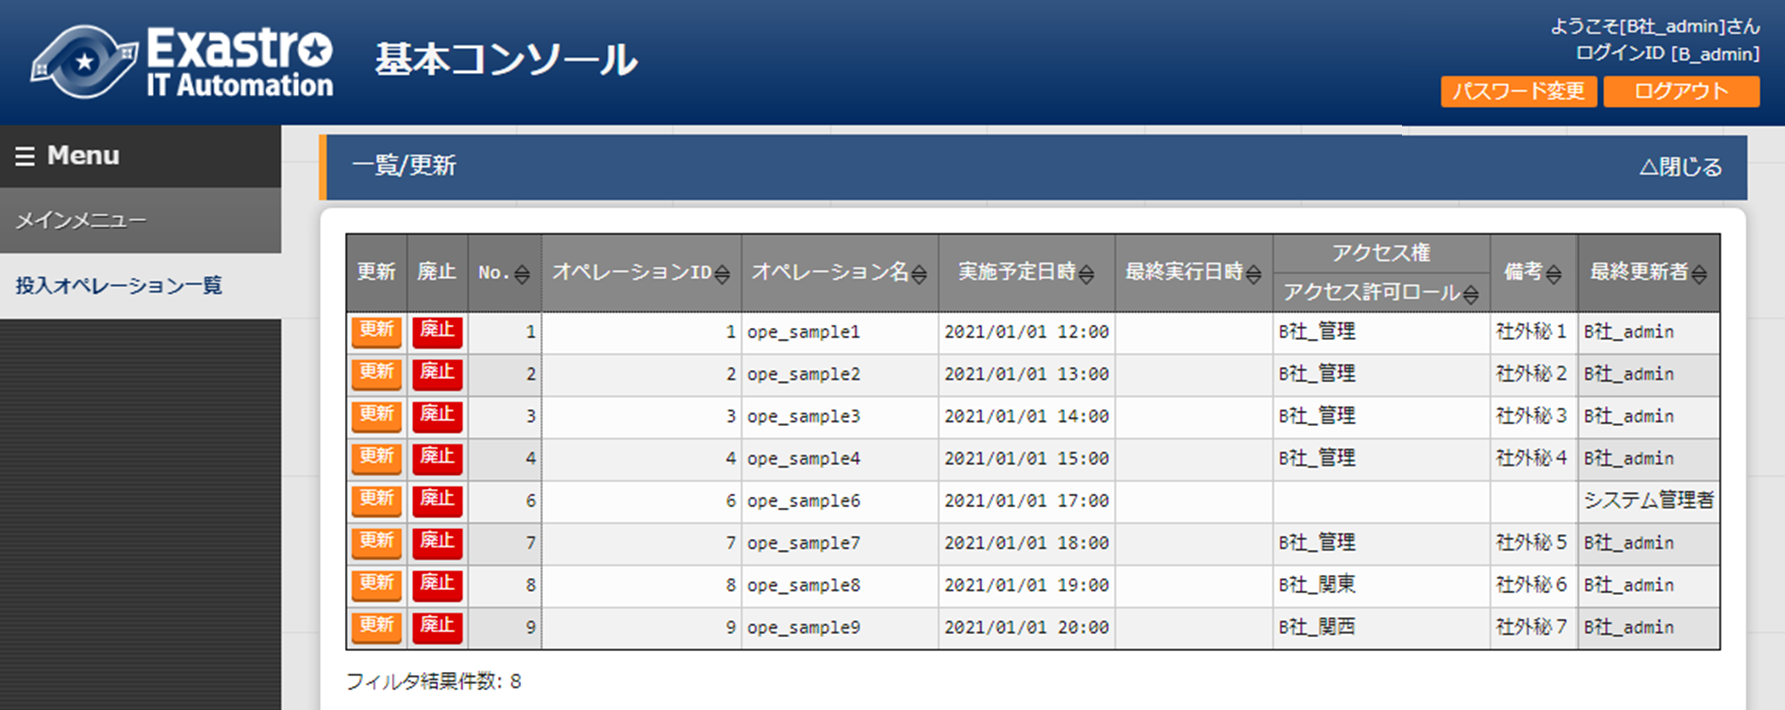 Exastro
IT Automation
基本コンソール
ようこそ[B社_admin]さん
ログインID [B_admin]
パスワード変更 ログアウト
Menu
メインメニュー
投入オペレーション一覧
一覧/更新 △閉じる
更新 廃止 No. オペレーションID オペレーション名 実施予定日時 最終実行日時 アクセス権 備考 最終更新者
アクセス許可ロール
更新 廃止 1 1 ope_sample1 2021/01/01 12:00 B社_管理 社外秘１ B社_admin
更新 廃止 2 2 ope_sample2 2021/01/01 13:00 B社_管理 社外秘２ B社_admin
更新 廃止 3 3 ope_sample3 2021/01/01 14:00 B社_管理 社外秘３ B社_admin
更新 廃止 4 4 ope_sample4 2021/01/01 15:00 B社_管理 社外秘４ B社_admin
更新 廃止 6 6 ope_sample6 2021/01/01 17:00 システム管理者
更新 廃止 7 7 ope_sample7 2021/01/01 18:00 B社_管理 社外秘５ B社_admin
更新 廃止 8 8 ope_sample8 2021/01/01 19:00 B社_関東 社外秘６ B社_admin
更新 廃止 9 9 ope_sample9 2021/01/01 20:00 B社_関西 社外秘７ B社_admin
フィルタ結果件数: 8